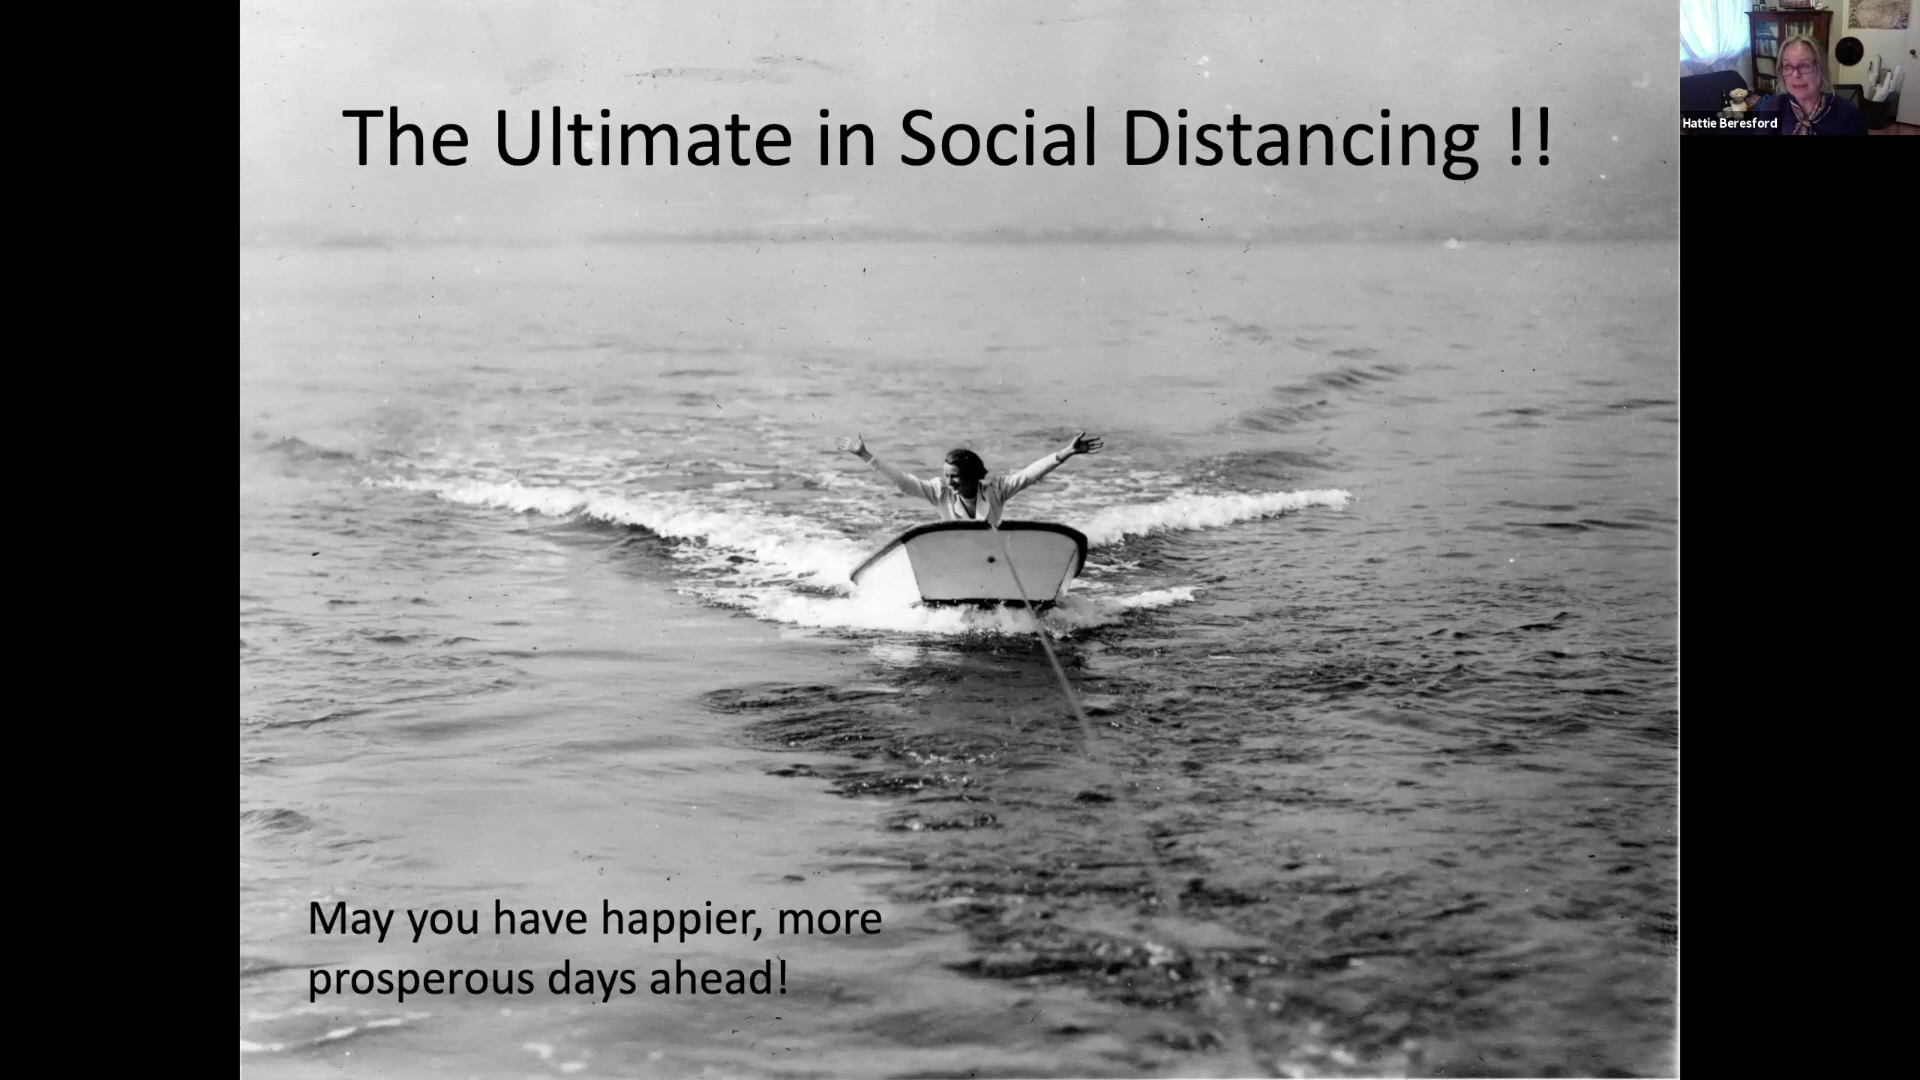 The Ultimate in Social Distancing !!
Hattie Beresford
May you have happier, more
prosperous days ahead!